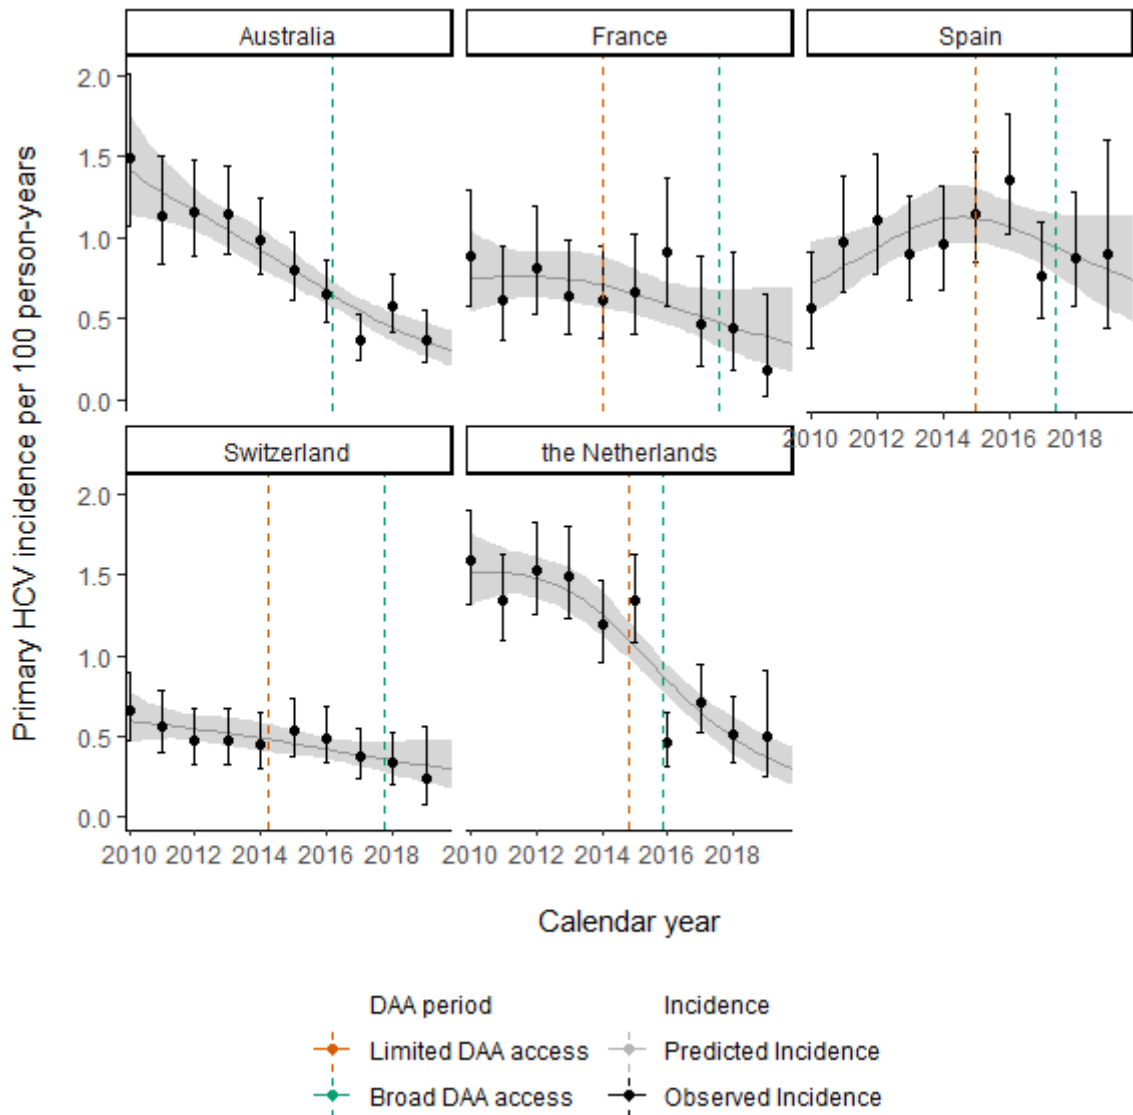 Australia France Spain
Primary HCV incidence per 100 person-years
2.0
1.5
1.0
0.5
0.0
2010 2012 2014 2016 2018
Switzerland the Netherlands
2.0
1.5
1.0
0.5
0.0
2010 2012 2014 2016 2018 2010 2012 2014 2016 2018
Calendar year
DAA period Incidence
Limited DAA access Predicted Incidence
Broad DAA access Observed Incidence